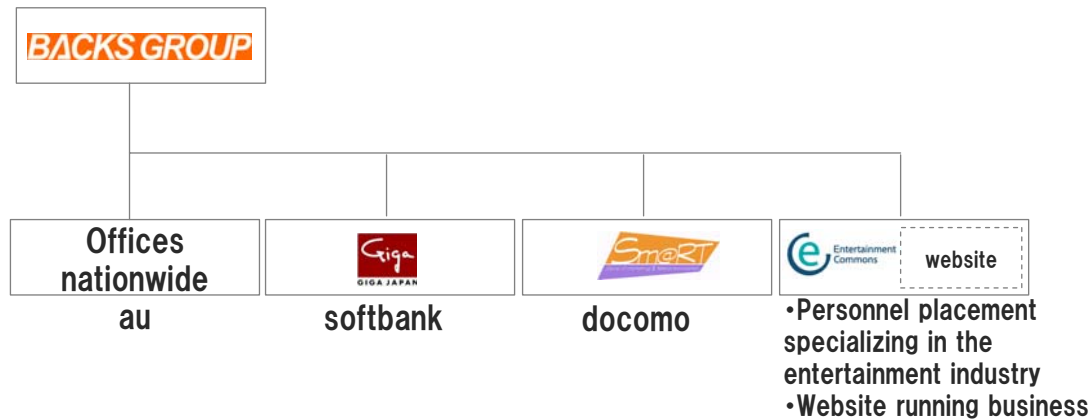 BACKS GROUP
Offices
nationwide
au
Giga
GIGA JAPAN
softbank
Sm@RT
docomo
e Entertainment
Commons
website
・Personnel placement
specializing in the
entertainment industry
・Website running business